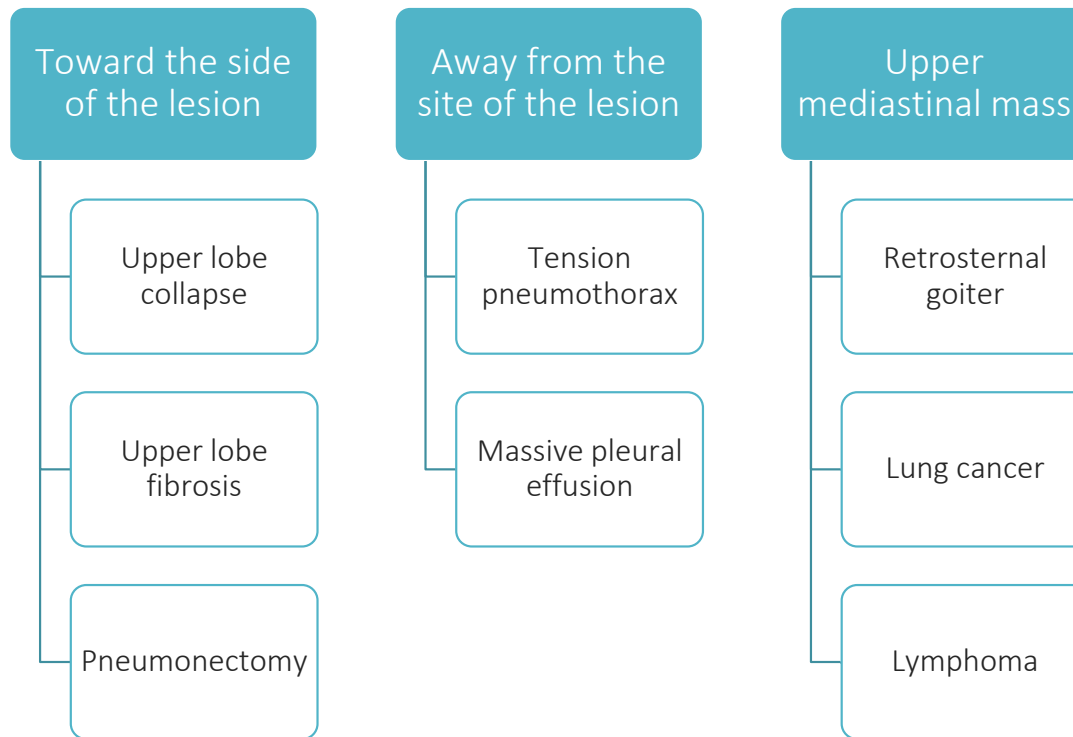 Toward the side
of the lesion
Upper lobe
collapse
Upper lobe
fibrosis
Pneumonectomy
Away from the
site of the lesion
Tension
pneumothorax
Massive pleural
effusion
Upper
mediastinal mass
Retrosternal
goiter
Lung cancer
Lymphoma